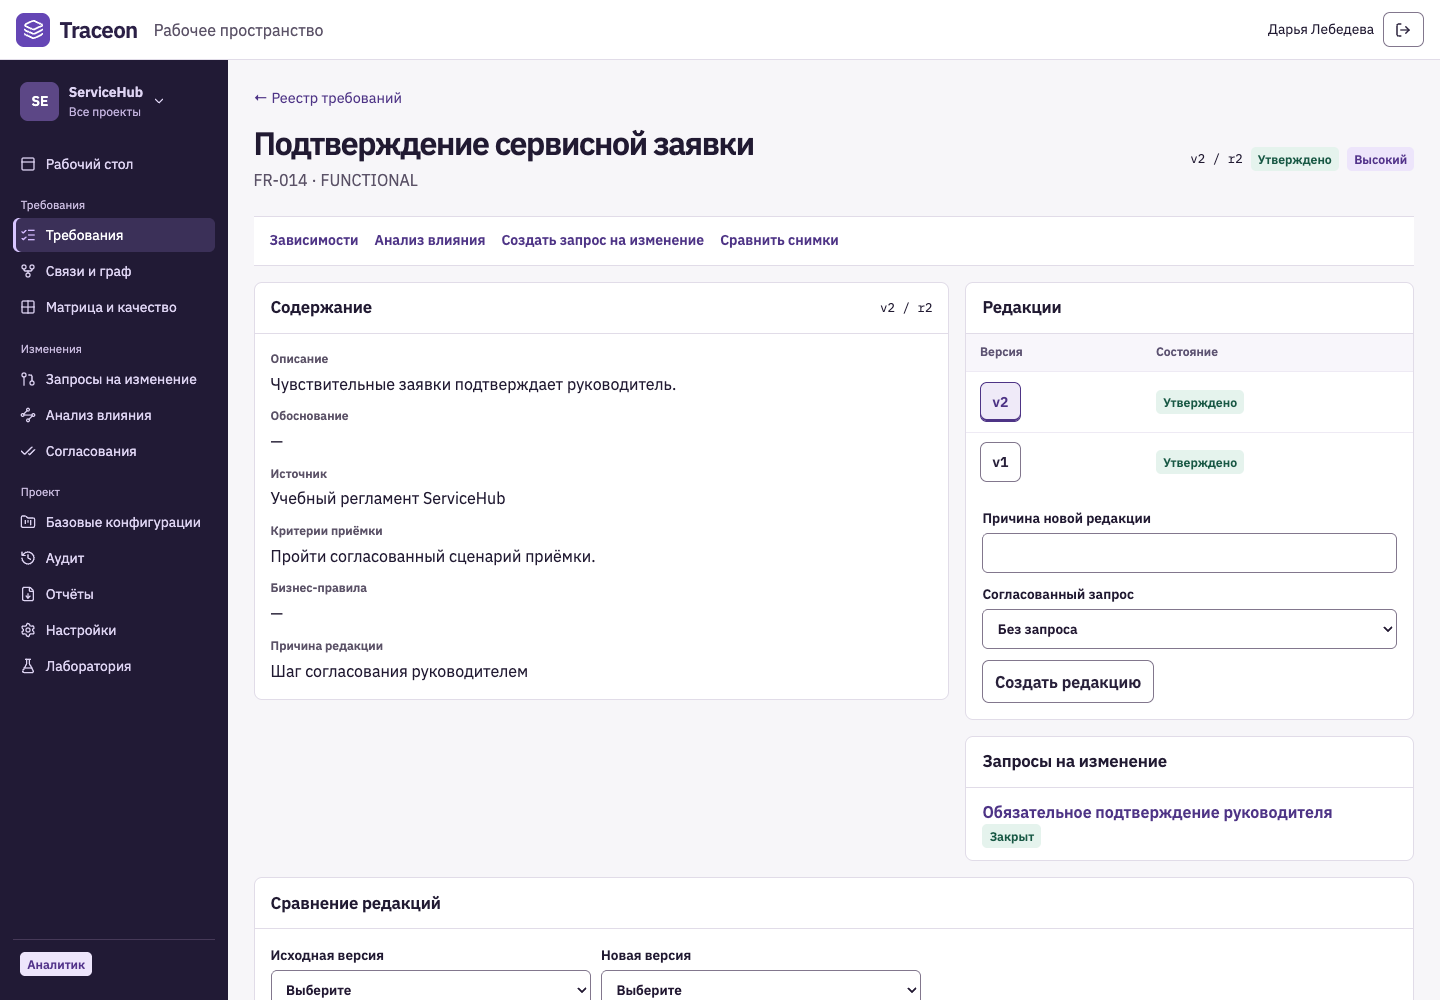 Traceon
Рабочее пространство
Дарья Лебедева
SE
ServiceHub
Все проекты
Рабочий стол
Требования
Требования
Связи и граф
Матрица и качество
Изменения
Запросы на изменение
Анализ влияния
Согласования
Проект
Базовые конфигурации
Аудит
Отчёты
Настройки
Лаборатория
Аналитик
← Реестр требований
Подтверждение сервисной заявки
FR-014 · FUNCTIONAL
v2 / r2
Утверждено
Высокий
Зависимости
Анализ влияния
Создать запрос на изменение
Сравнить снимки
Содержание
v2 / r2
Описание
Чувствительные заявки подтверждает руководитель.
Обоснование
—
Источник
Учебный регламент ServiceHub
Критерии приёмки
Пройти согласованный сценарий приёмки.
Бизнес-правила
—
Причина редакции
Шаг согласования руководителем
Редакции
Версия
Состояние
v2
Утверждено
v1
Утверждено
Причина новой редакции
Согласованный запрос
Без запроса
Создать редакцию
Запросы на изменение
Обязательное подтверждение руководителя
Закрыт
Сравнение редакций
Исходная версия
Новая версия
Выберите
Выберите